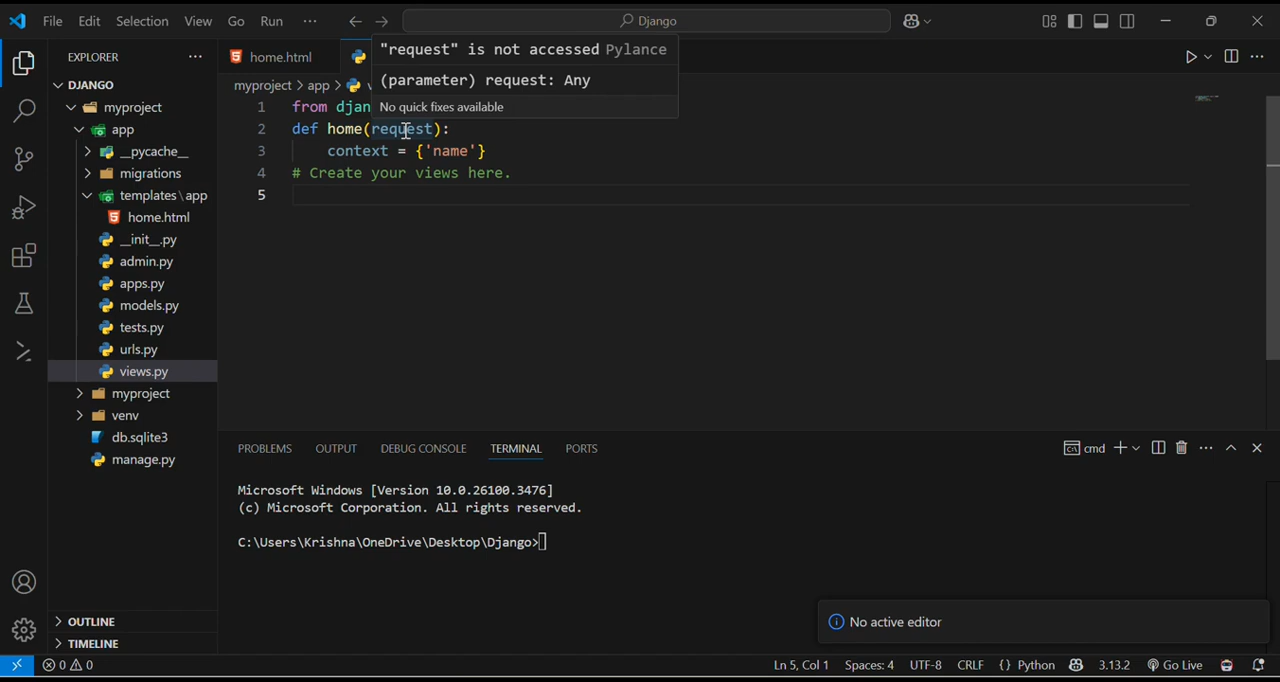 File Edit Selection View Go Run ··· Django
EXPLORER ···
DJANGO
myproject
app
__pycache__
migrations
templates\app
home.html
__init__.py
admin.py
apps.py
models.py
tests.py
urls.py
views.py
myproject
venv
db.sqlite3
manage.py
OUTLINE
TIMELINE
home.html
"request" is not accessed Pylance
(parameter) request: Any
No quick fixes available
myproject > app >
1 from djan
2 def home(request):
3 context = {'name'}
4 # Create your views here.
5
PROBLEMS OUTPUT DEBUG CONSOLE TERMINAL PORTS cmd
Microsoft Windows [Version 10.0.26100.3476]
(c) Microsoft Corporation. All rights reserved.
C:\Users\Krishna\OneDrive\Desktop\Django>
No active editor
0 0 Ln 5, Col 1 Spaces: 4 UTF-8 CRLF {} Python 3.13.2 Go Live